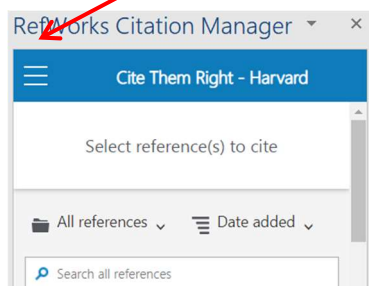 RefWorks Citation Manager
Cite Them Right - Harvard
Select reference(s) to cite
All references Date added
Search all references